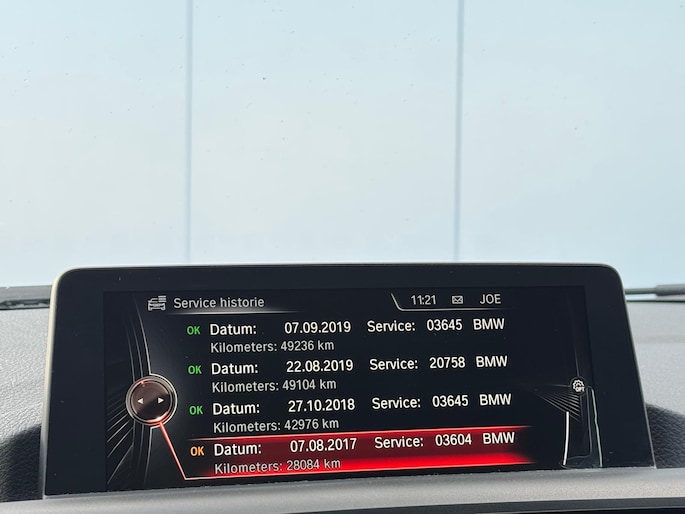 Service historie 11:21 JOE
OK Datum: 07.09.2019 Service: 03645 BMW
Kilometers: 49236 km
OK Datum: 22.08.2019 Service: 20758 BMW
Kilometers: 49104 km
OK Datum: 27.10.2018 Service: 03645 BMW
Kilometers: 42976 km
OK Datum: 07.08.2017 Service: 03604 BMW
Kilometers: 28084 km